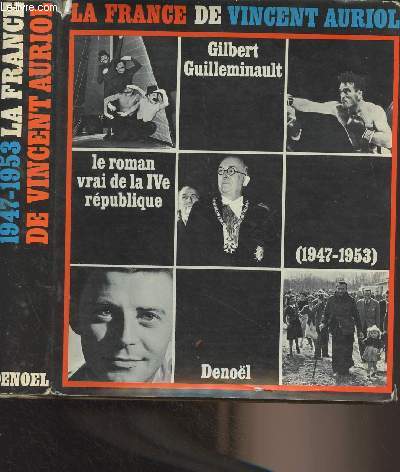 LA FRANCE DE VINCENT AURIOL
Gilbert
Guilleminault
le roman
vrai de la IVe
république
(1947-1953)
Denoël
1947-1953 LA FRANCE
DE VINCENT AURIOL
DENOEL